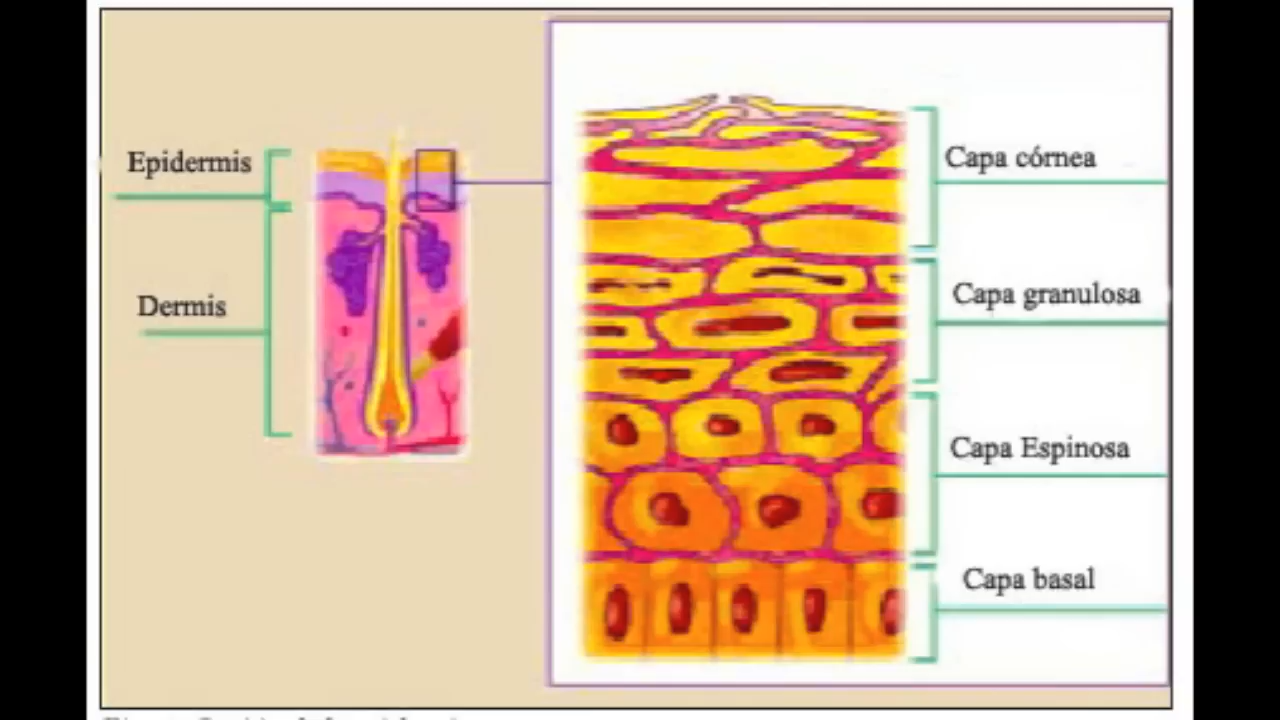 Epidermis
Dermis
Capa córnea
Capa granulosa
Capa Espinosa
Capa basal